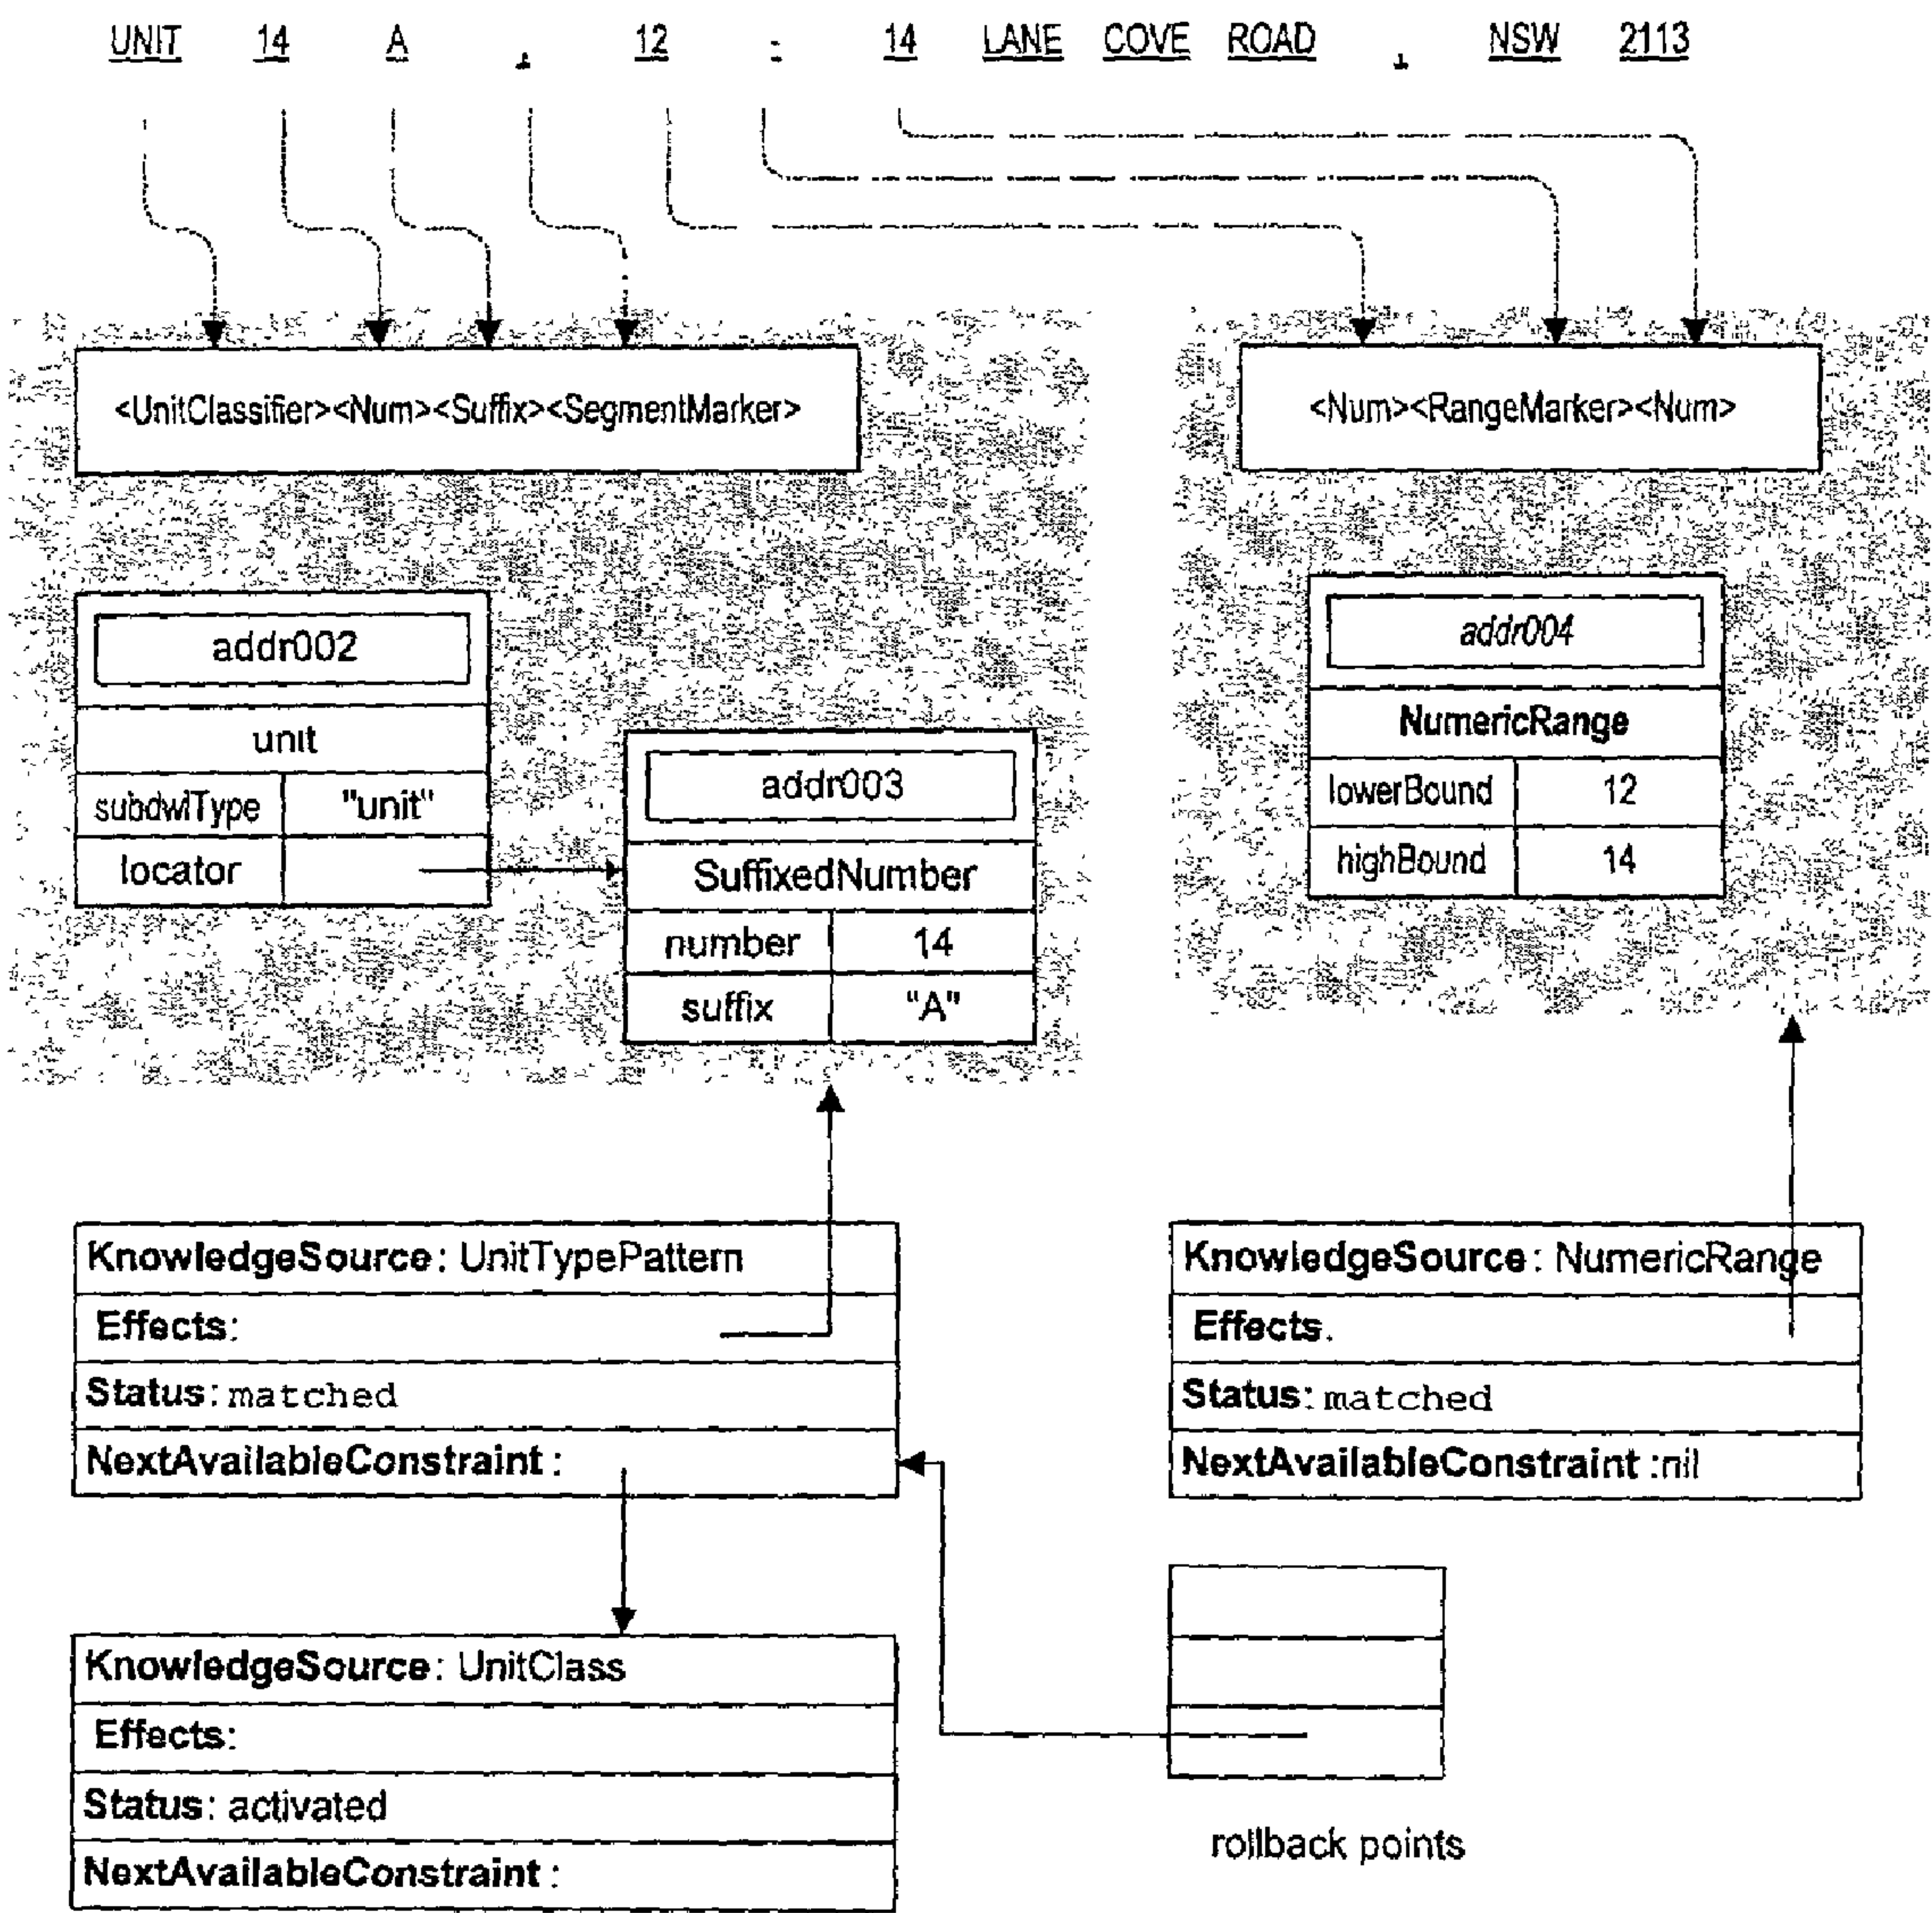 UNIT 14 A , 12 - 14 LANE COVE ROAD , NSW 2113
<UnitClassifier><Num><Suffix><SegmentMarker>
<Num><RangeMarker><Num>
addr002
unit
subdwlType "unit"
locator
addr003
SuffixedNumber
number 14
suffix "A"
addr004
NumericRange
lowerBound 12
highBound 14
KnowledgeSource: UnitTypePattern
Effects:
Status: matched
NextAvailableConstraint:
KnowledgeSource: NumericRange
Effects.
Status: matched
NextAvailableConstraint :nil
KnowledgeSource: UnitClass
Effects:
Status: activated
NextAvailableConstraint :
rollback points